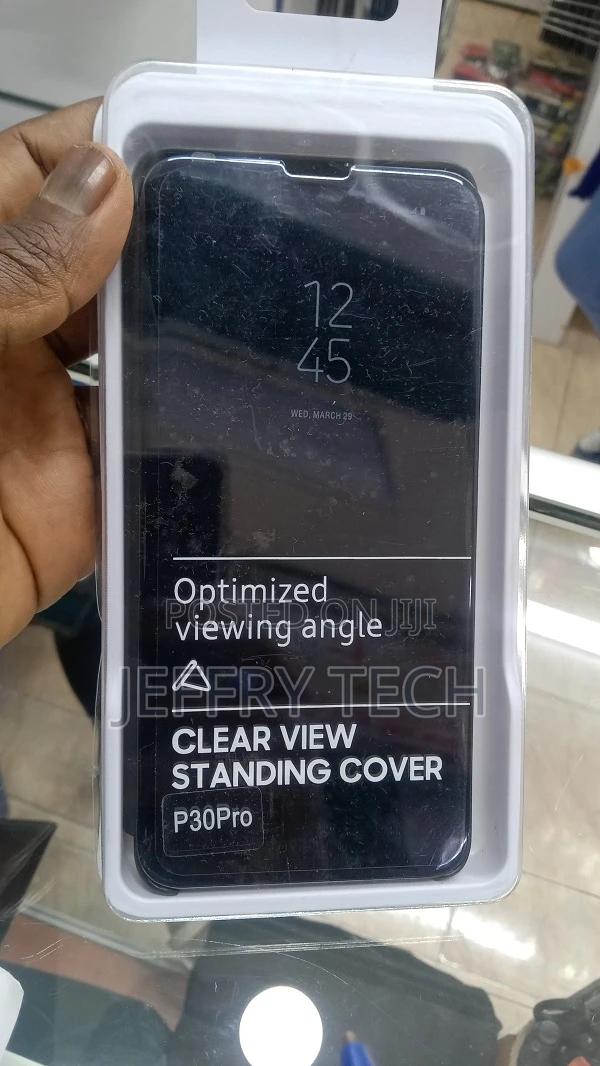 12
45
WED, MARCH 29
Optimized
POSTED ON JIJI
viewing angle
JEFFRY TECH
CLEAR VIEW
STANDING COVER
P30Pro